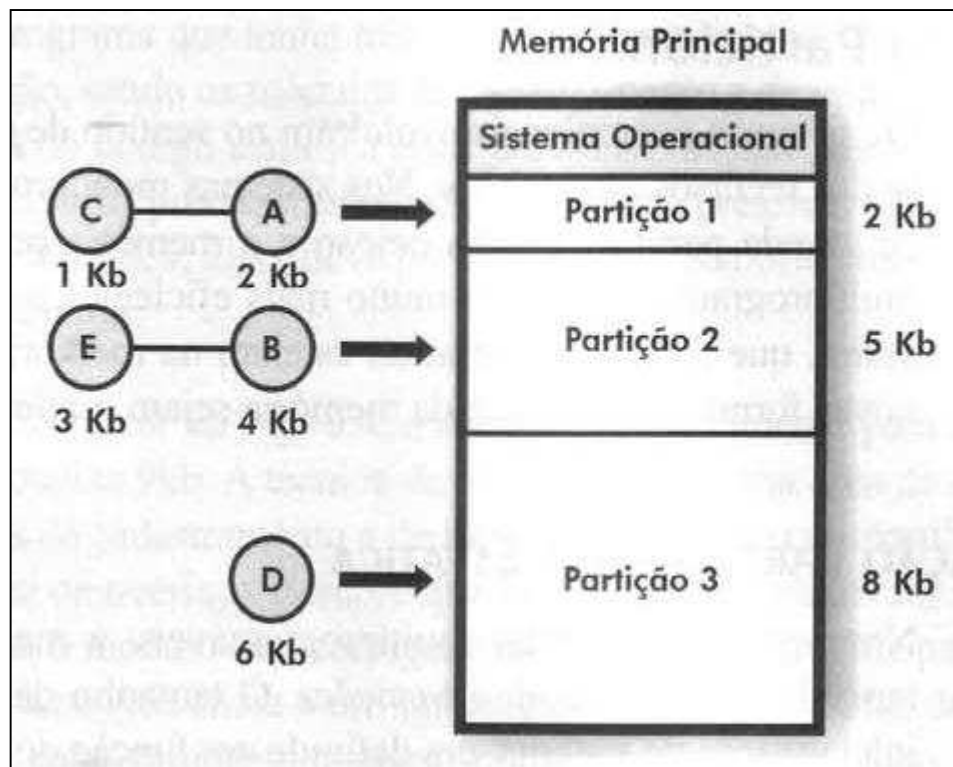 Memória Principal
Sistema Operacional
C
A
Partição 1
2 Kb
1 Kb
2 Kb
E
B
Partição 2
5 Kb
3 Kb
4 Kb
D
Partição 3
8 Kb
6 Kb